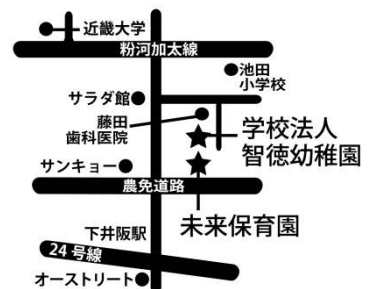 近畿大学
粉河加太線
池田
小学校
サラダ館
藤田
歯科医院
学校法人
智徳幼稚園
サンキョー
農免道路
未来保育園
下井阪駅
24号線
オーストリート